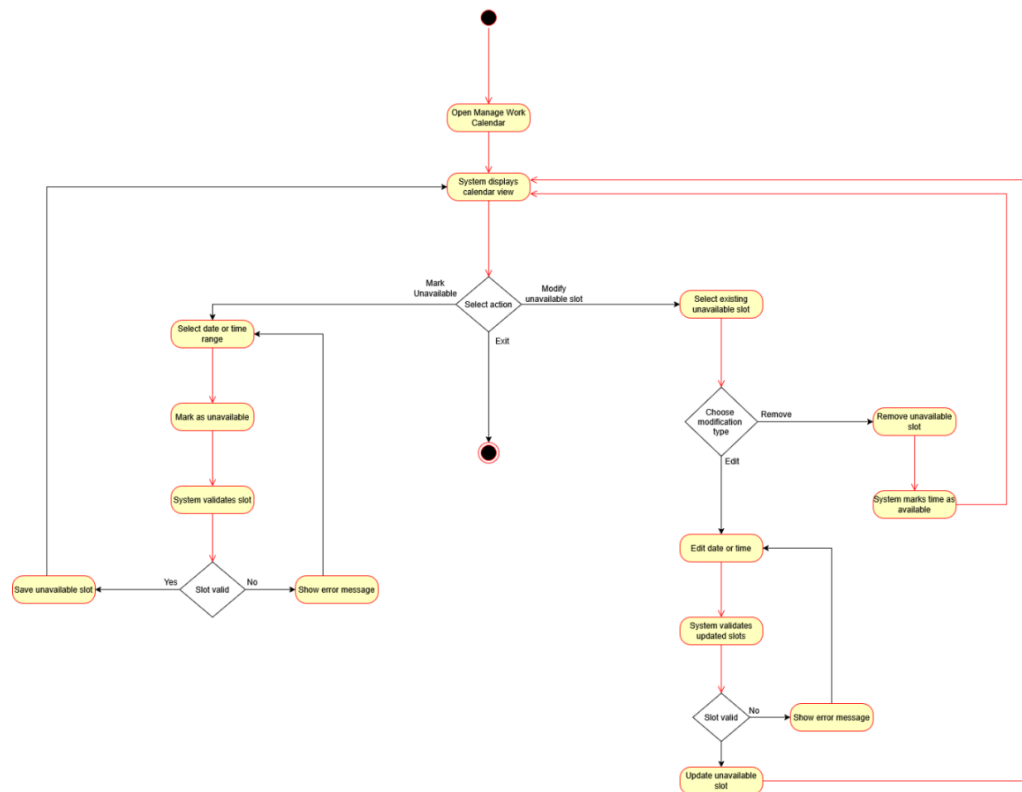 Open Manage Work
Calendar
System displays
calendar view
Mark
Unavailable
Select action
Modify
unavailable slot
Exit
Select existing
unavailable slot
Select date or time
range
Mark as unavailable
System validates slot
Slot valid
Yes
No
Save unavailable slot
Show error message
Choose
modification
type
Remove
Edit
Remove unavailable
slot
System marks time as
available
Edit date or time
System validates
updated slots
Slot valid
No
Show error message
Update unavailable
slot